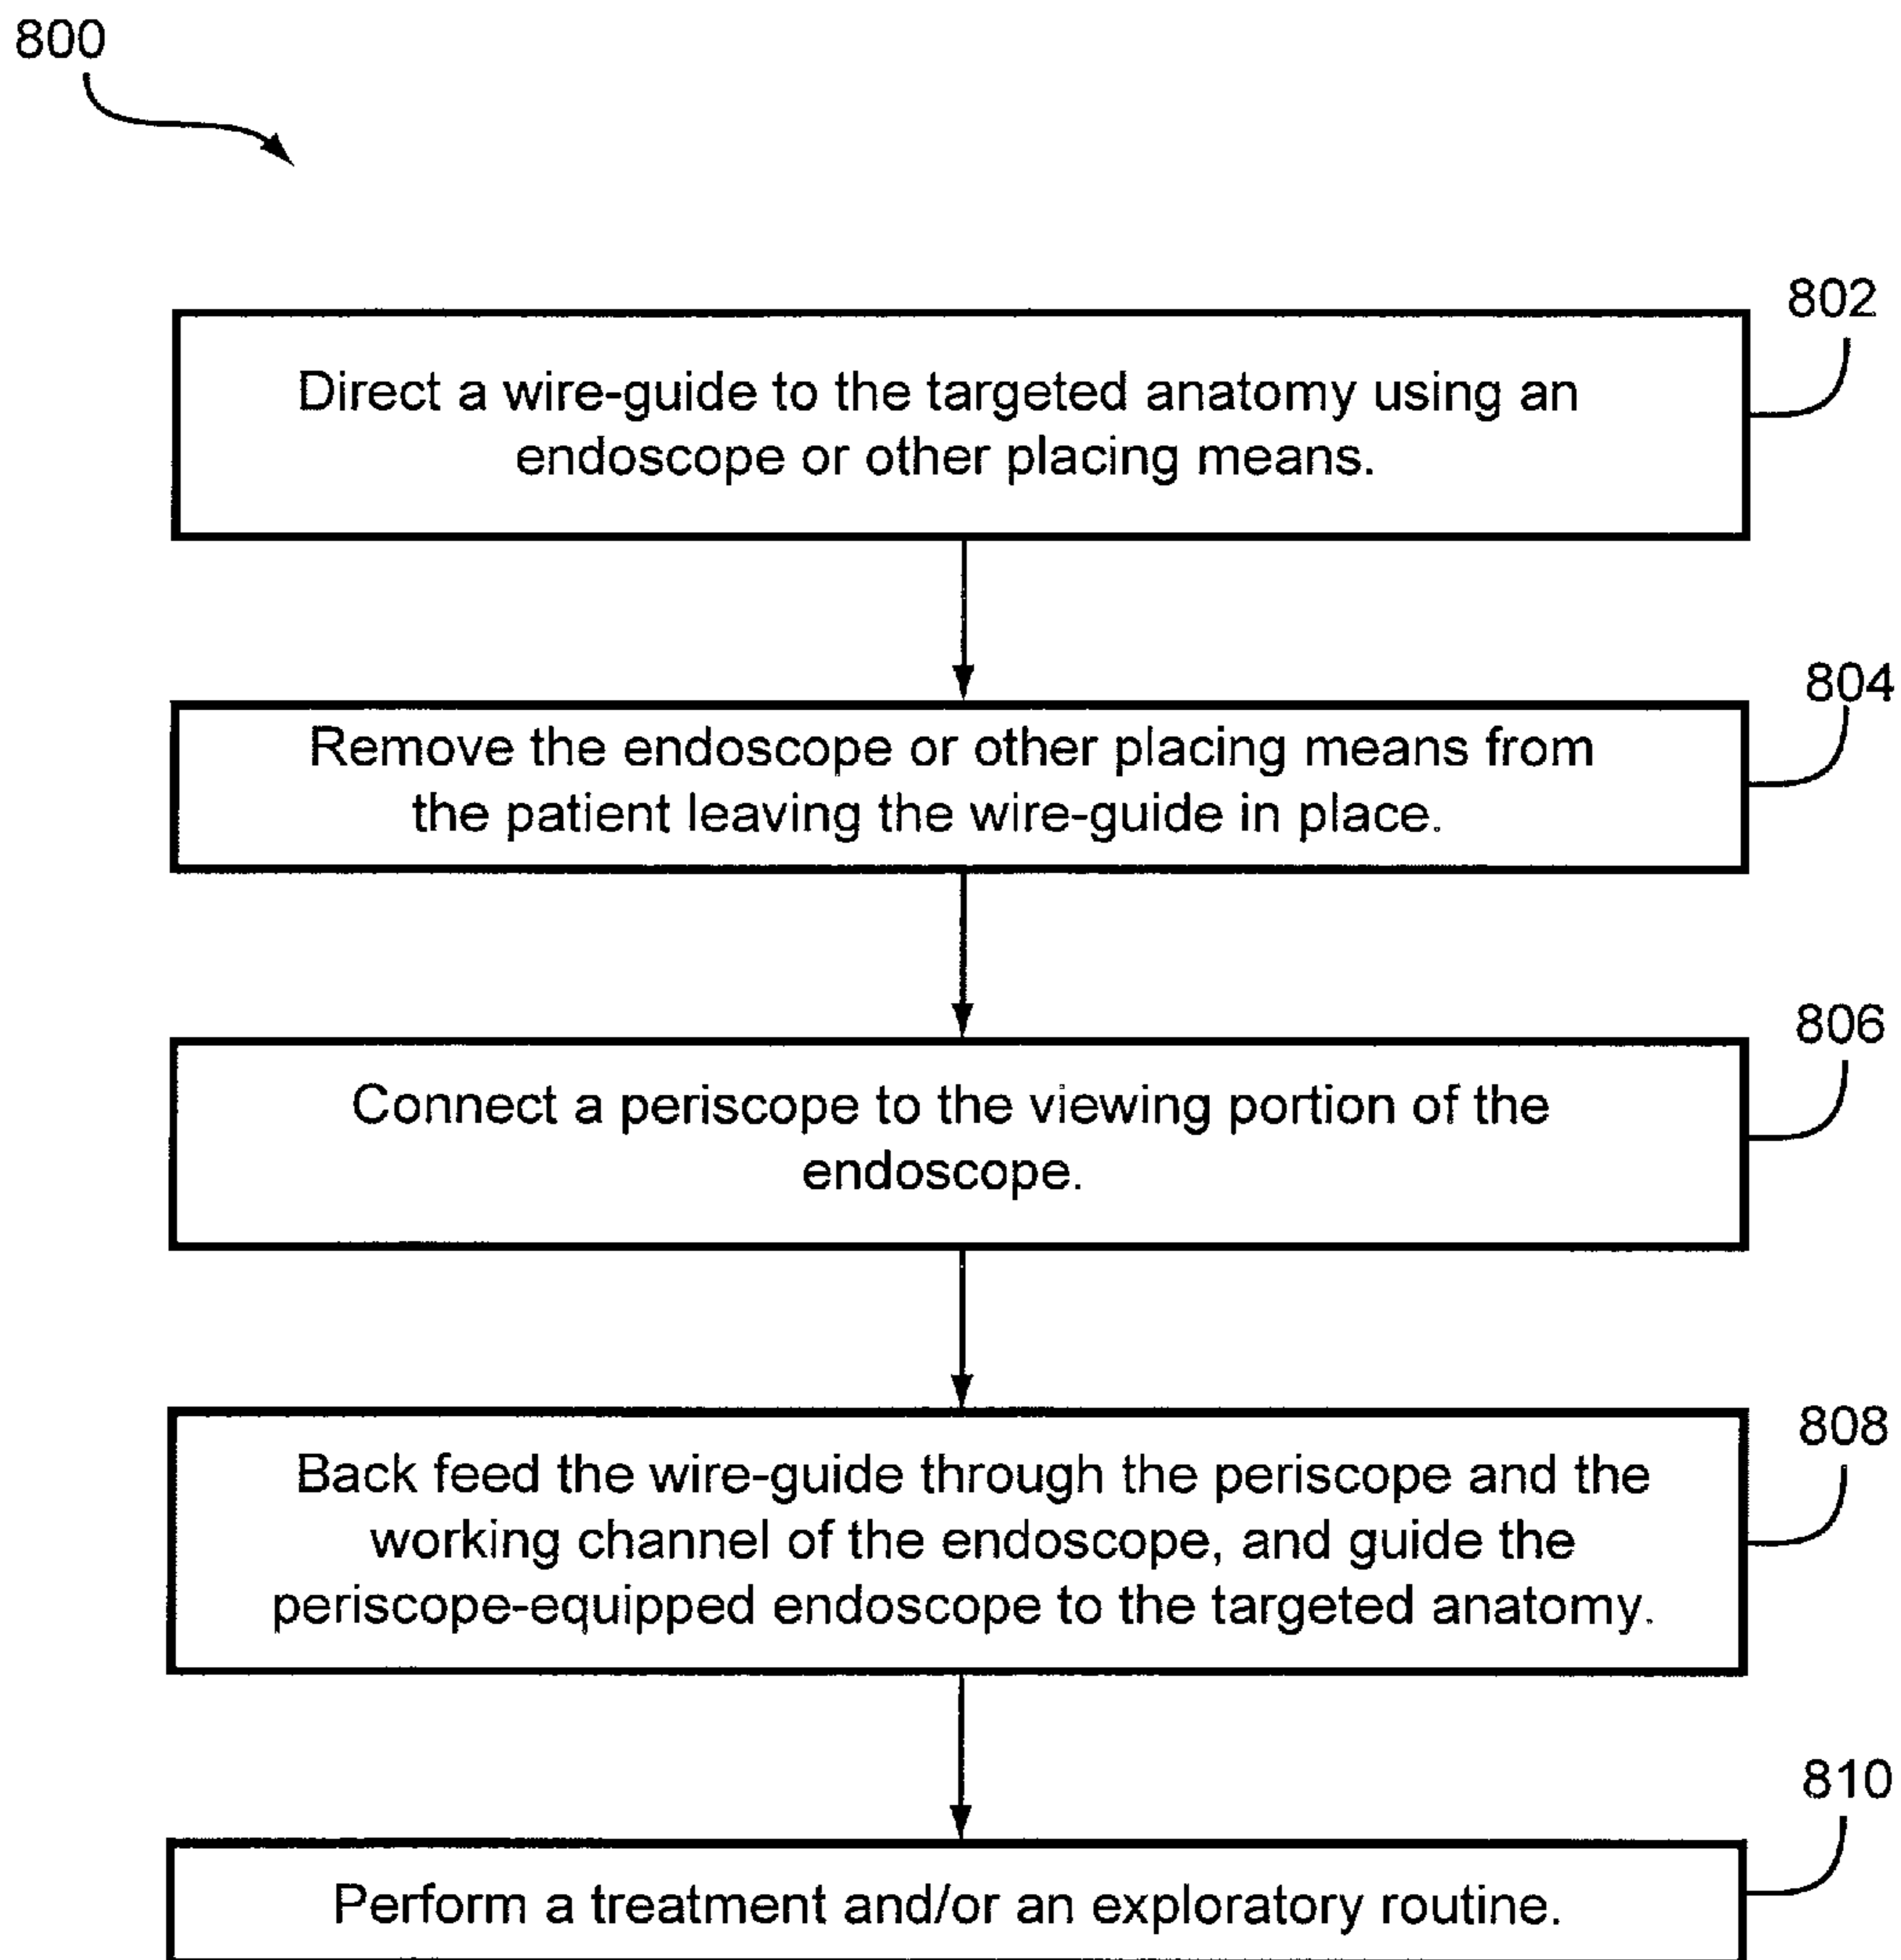 800
802
Direct a wire-guide to the targeted anatomy using an
endoscope or other placing means.
804
Remove the endoscope or other placing means from
the patient leaving the wire-guide in place.
806
Connect a periscope to the viewing portion of the
endoscope.
808
Back feed the wire-guide through the periscope and the
working channel of the endoscope, and guide the
periscope-equipped endoscope to the targeted anatomy.
810
Perform a treatment and/or an exploratory routine.